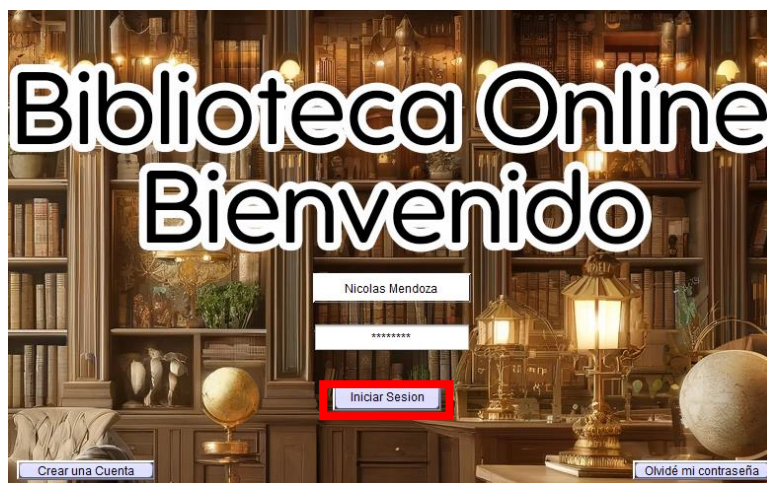 Biblioteca Online
Bienvenido
Nicolas Mendoza
********
Iniciar Sesion
Crear una Cuenta
Olvidé mi contraseña